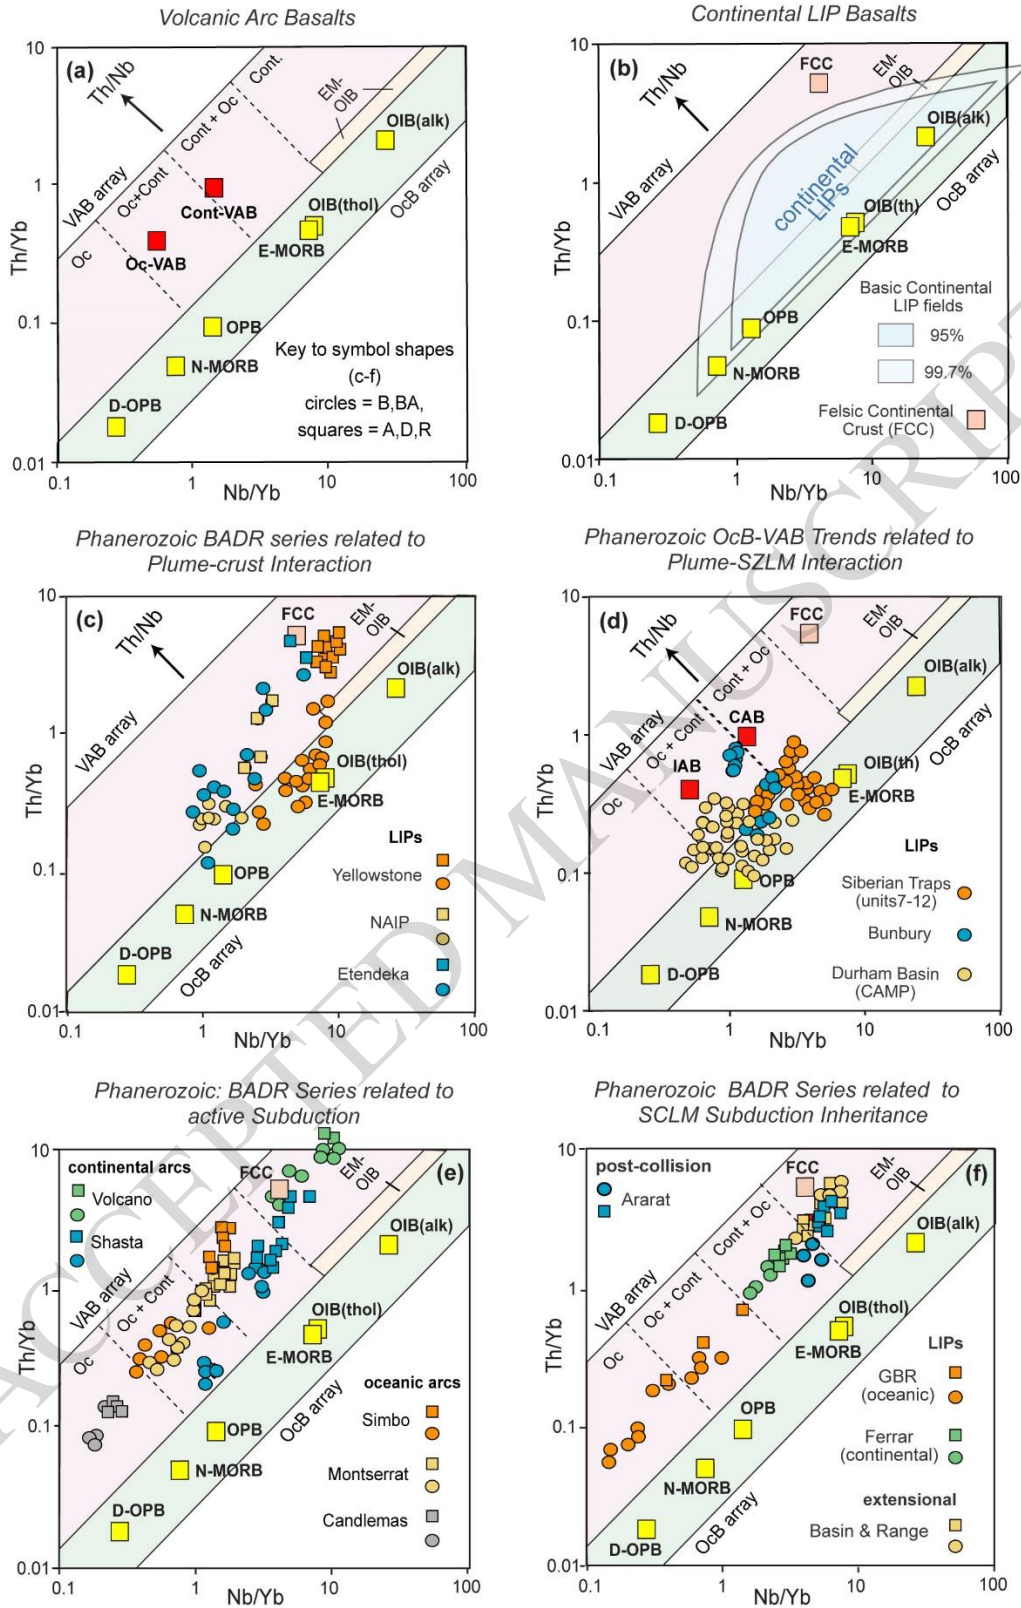 Volcanic Arc Basalts
(a)
Th/Nb
VAB array
Oc
Oc+Cont
Cont + Oc
Cont.
EM-
OIB
OIB(alk)
OcB array
Cont-VAB
Oc-VAB
OIB(thol)
E-MORB
OPB
N-MORB
D-OPB
Key to symbol shapes
(c-f)
circles = B,BA,
squares = A,D,R
10
1
0.1
0.01
Th/Yb
0.1
1
10
100
Nb/Yb
Continental LIP Basalts
(b)
Th/Nb
VAB array
FCC
EM-
OIB
OIB(alk)
OcB array
continental
LIPs
OIB(th)
E-MORB
OPB
N-MORB
D-OPB
Basic Continental
LIP fields
95%
99.7%
Felsic Continental
Crust (FCC)
10
1
0.1
0.01
Th/Yb
0.1
1
10
100
Nb/Yb
Phanerozoic BADR series related to
Plume-crust Interaction
(c)
Th/Nb
VAB array
FCC
EM-
OIB
OIB(alk)
OIB(thol)
E-MORB
OPB
N-MORB
D-OPB
OcB array
LIPs
Yellowstone
NAIP
Etendeka
10
1
0.1
0.01
Th/Yb
0.1
1
10
100
Nb/Yb
Phanerozoic OcB-VAB Trends related to
Plume-SZLM Interaction
(d)
Th/Nb
VAB array
Oc
Oc + Cont
Cont + Oc
FCC
EM-
OIB
OIB(alk)
OcB array
CAB
IAB
OIB(th)
E-MORB
OPB
N-MORB
D-OPB
LIPs
Siberian Traps
(units7-12)
Bunbury
Durham Basin
(CAMP)
10
1
0.1
0.01
Th/Yb
0.1
1
10
100
Nb/Yb
Phanerozoic: BADR Series related to
active Subduction
(e)
continental arcs
Volcano
Shasta
VAB array
Oc
Oc + Cont
FCC
EM-
OIB
OIB(alk)
OIB(thol)
E-MORB
OPB
N-MORB
D-OPB
OcB array
oceanic arcs
Simbo
Montserrat
Candlemas
10
1
0.1
0.01
Th/Yb
0.1
1
10
100
Nb/Yb
Phanerozoic BADR Series related to
SCLM Subduction Inheritance
(f)
post-collision
Ararat
VAB array
Oc
Oc + Cont
Cont + Oc
FCC
EM-
OIB
OIB(alk)
OIB(thol)
E-MORB
OPB
N-MORB
D-OPB
OcB array
LIPs
GBR
(oceanic)
Ferrar
(continental)
extensional
Basin & Range
10
1
0.1
0.01
Th/Yb
0.1
1
10
100
Nb/Yb
ACCEPTED MANUSCRIPT